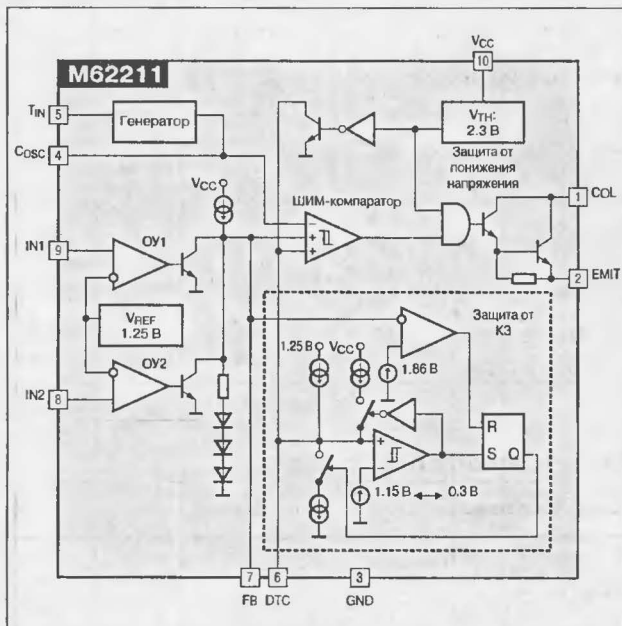 M62211
VCC
10
TIN
5
Генератор
VTH:
2.3 В
COSC
4
Защита от
понижения
напряжения
VCC
ШИМ-компаратор
1
COL
IN1
9
ОУ1
2
EMIT
VREF
1.25 В
Защита от
КЗ
1.25 В
VCC
ОУ2
1.86 В
IN2
8
R
S Q
1.15 В
0.3 В
7
6
3
FB
DTC
GND